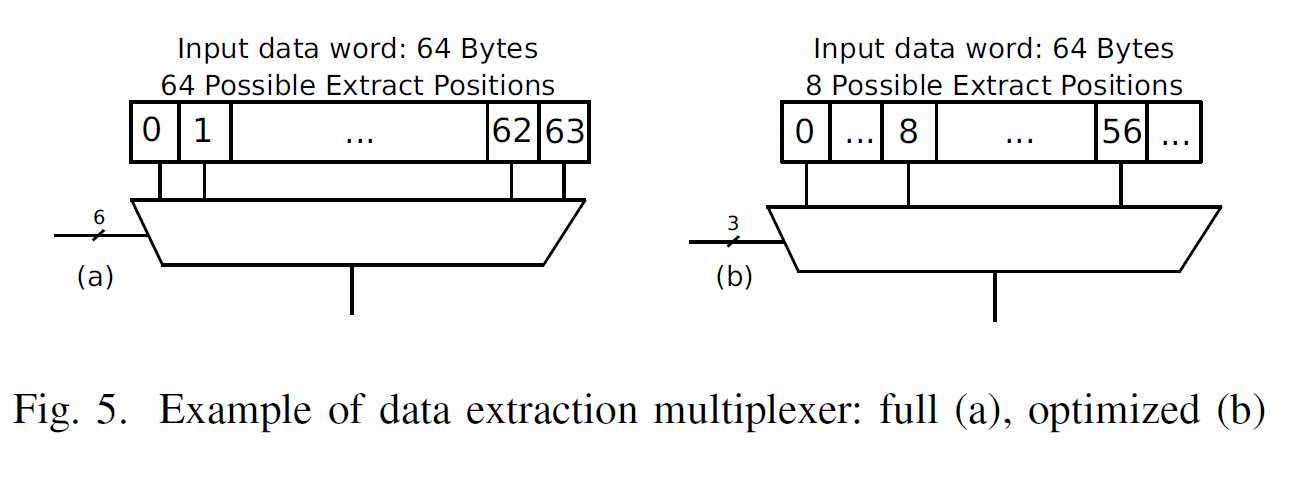 Input data word: 64 Bytes
64 Possible Extract Positions
0 1 ... 62 63
6
(a)
Input data word: 64 Bytes
8 Possible Extract Positions
0 ... 8 ... 56 ...
3
(b)
Fig. 5. Example of data extraction multiplexer: full (a), optimized (b)